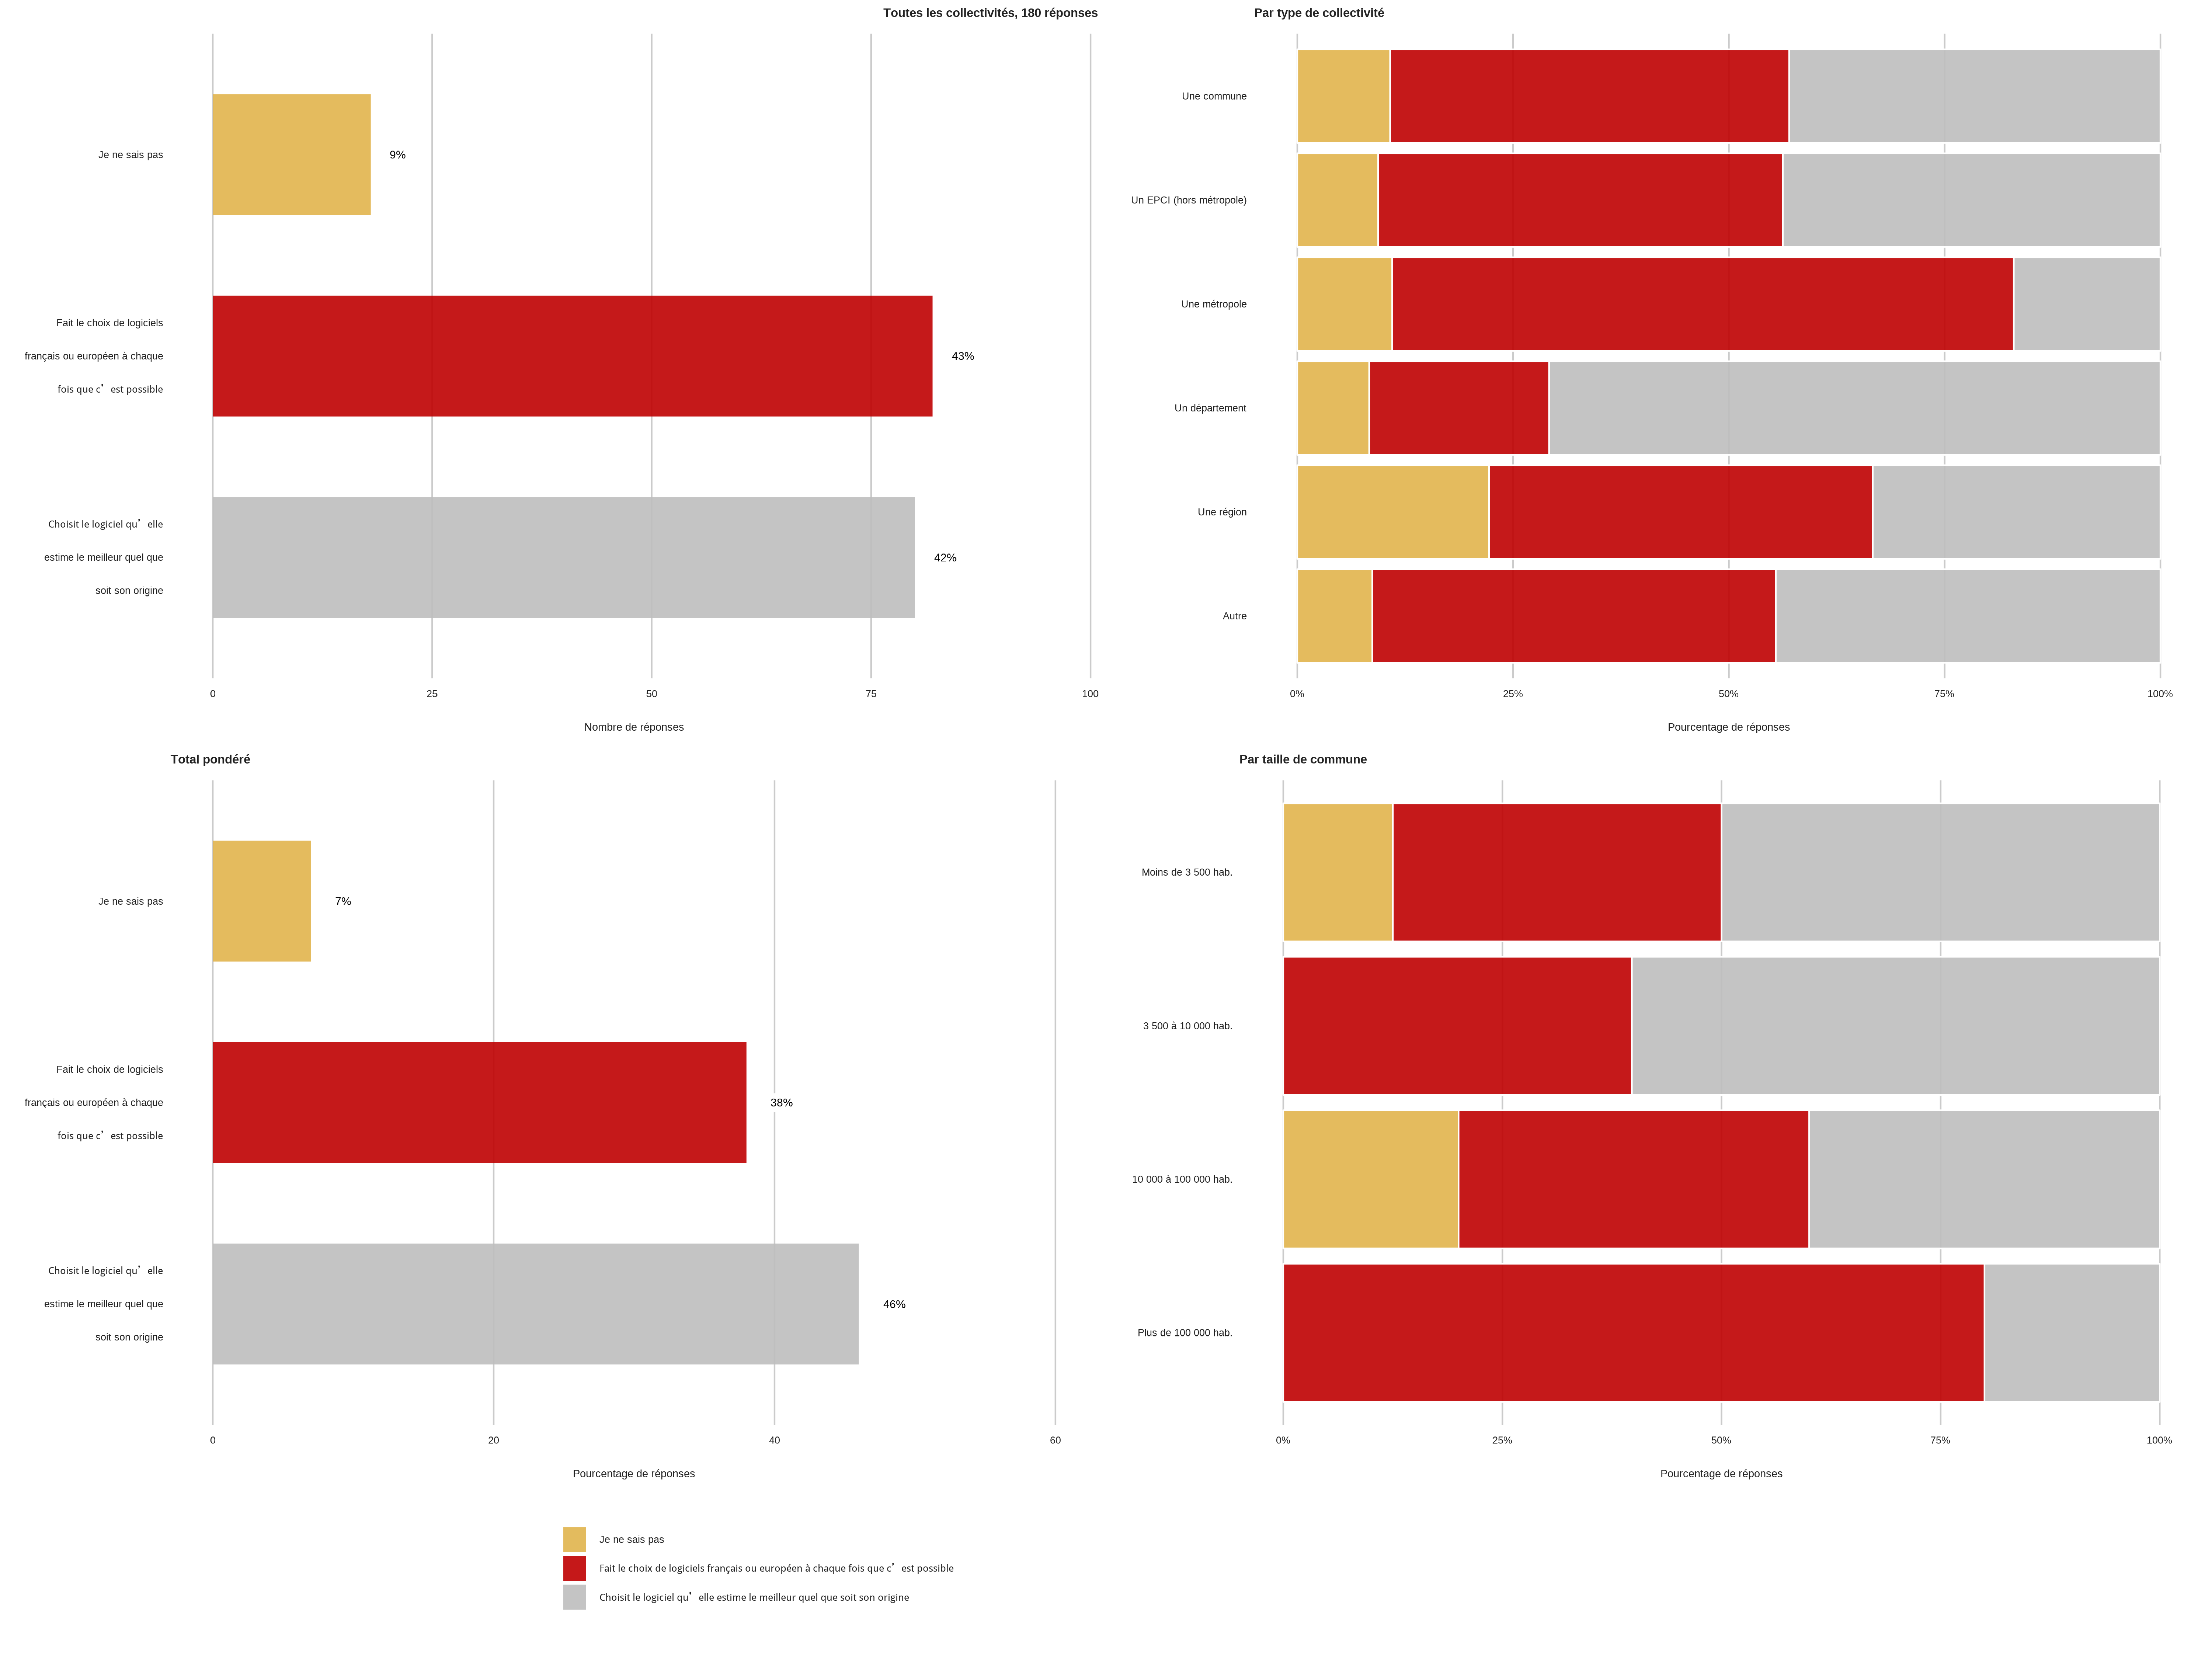 Toutes les collectivités, 180 réponses
Je ne sais pas
9%
Fait le choix de logiciels
français ou européen à chaque
fois que c’est possible
43%
Choisit le logiciel qu’elle
estime le meilleur quel que
soit son origine
42%
0 25 50 75 100
Nombre de réponses
Par type de collectivité
Une commune
Un EPCI (hors métropole)
Une métropole
Un département
Une région
Autre
0% 25% 50% 75% 100%
Pourcentage de réponses
Total pondéré
Je ne sais pas
7%
Fait le choix de logiciels
français ou européen à chaque
fois que c’est possible
38%
Choisit le logiciel qu’elle
estime le meilleur quel que
soit son origine
46%
0 20 40 60
Pourcentage de réponses
Par taille de commune
Moins de 3 500 hab.
3 500 à 10 000 hab.
10 000 à 100 000 hab.
Plus de 100 000 hab.
0% 25% 50% 75% 100%
Pourcentage de réponses
Je ne sais pas
Fait le choix de logiciels français ou européen à chaque fois que c’est possible
Choisit le logiciel qu’elle estime le meilleur quel que soit son origine